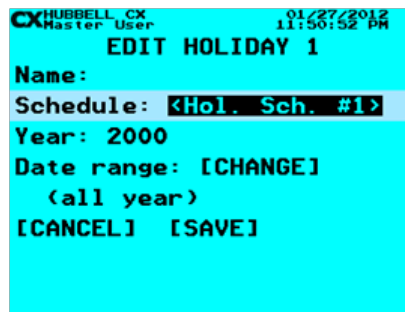 CX HUBBELL CX 01/27/2012
Master User 11:50:52 PM
EDIT HOLIDAY 1
Name:
Schedule: <Hol. Sch. #1>
Year: 2000
Date range: [CHANGE]
(all year)
[CANCEL] [SAVE]